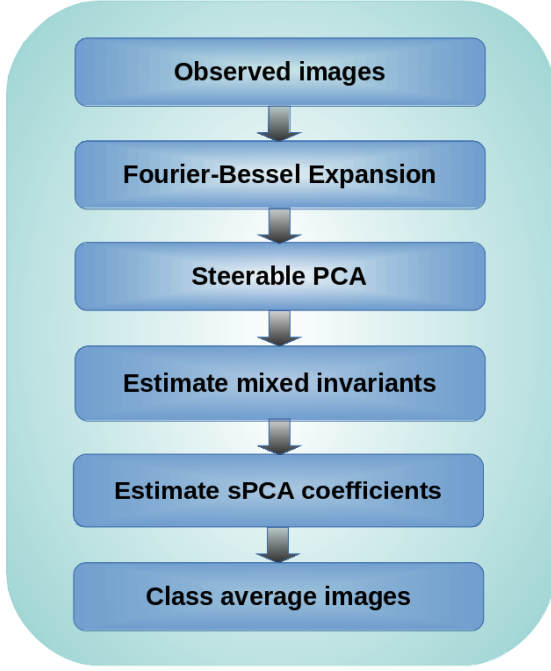 Observed images
Fourier-Bessel Expansion
Steerable PCA
Estimate mixed invariants
Estimate sPCA coefficients
Class average images